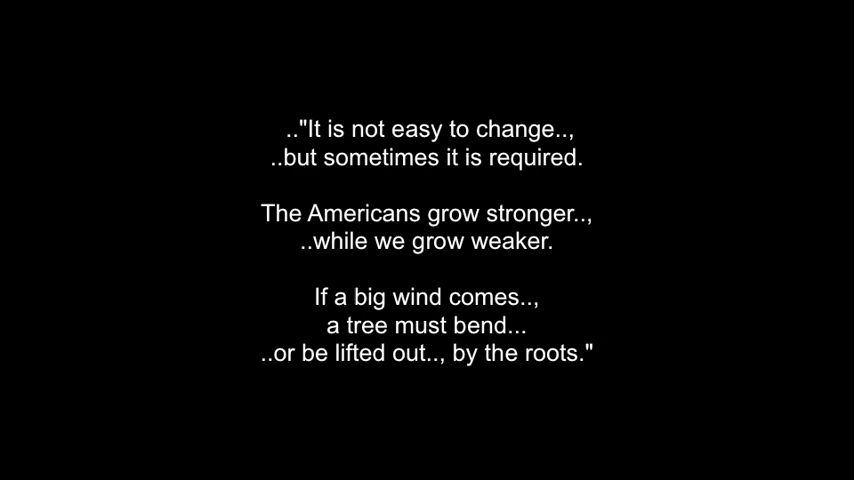 .."It is not easy to change..,
..but sometimes it is required.
The Americans grow stronger..,
..while we grow weaker.
If a big wind comes..,
a tree must bend...
..or be lifted out.., by the roots."